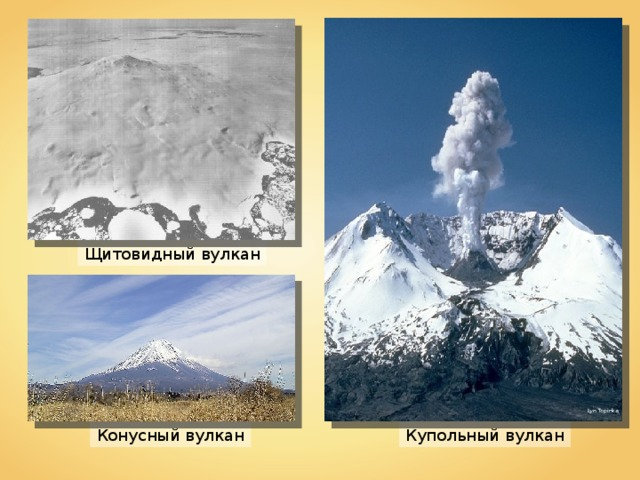 Щитовидный вулкан
Конусный вулкан
Купольный вулкан